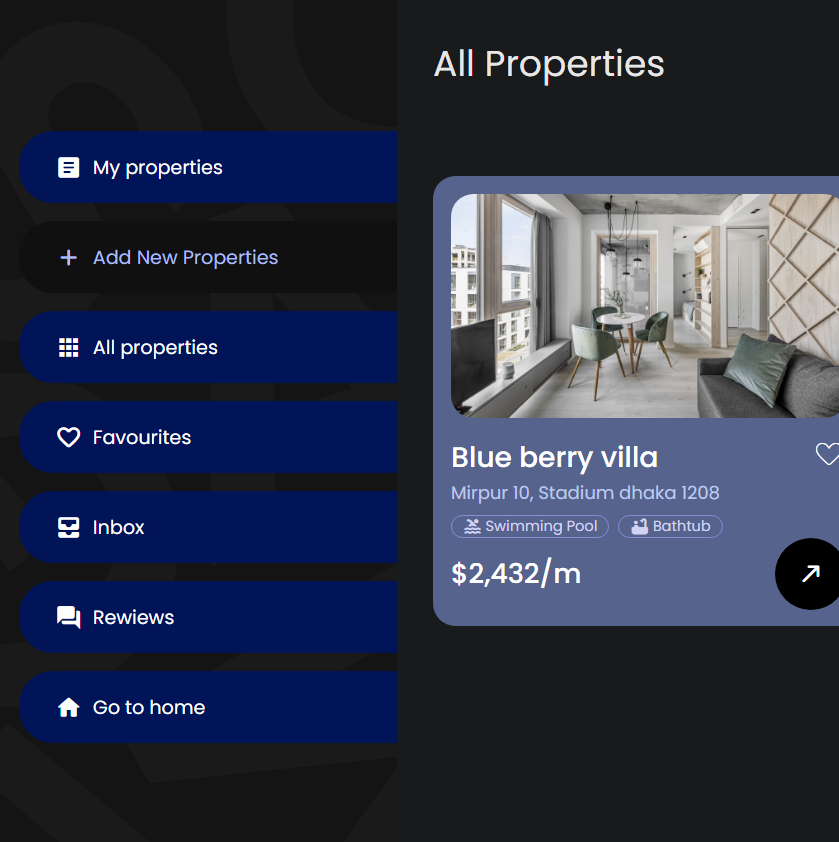 My properties
Add New Properties
All properties
Favourites
Inbox
Rewiews
Go to home
All Properties
Blue berry villa
Mirpur 10, Stadium dhaka 1208
Swimming Pool Bathtub
$2,432/m